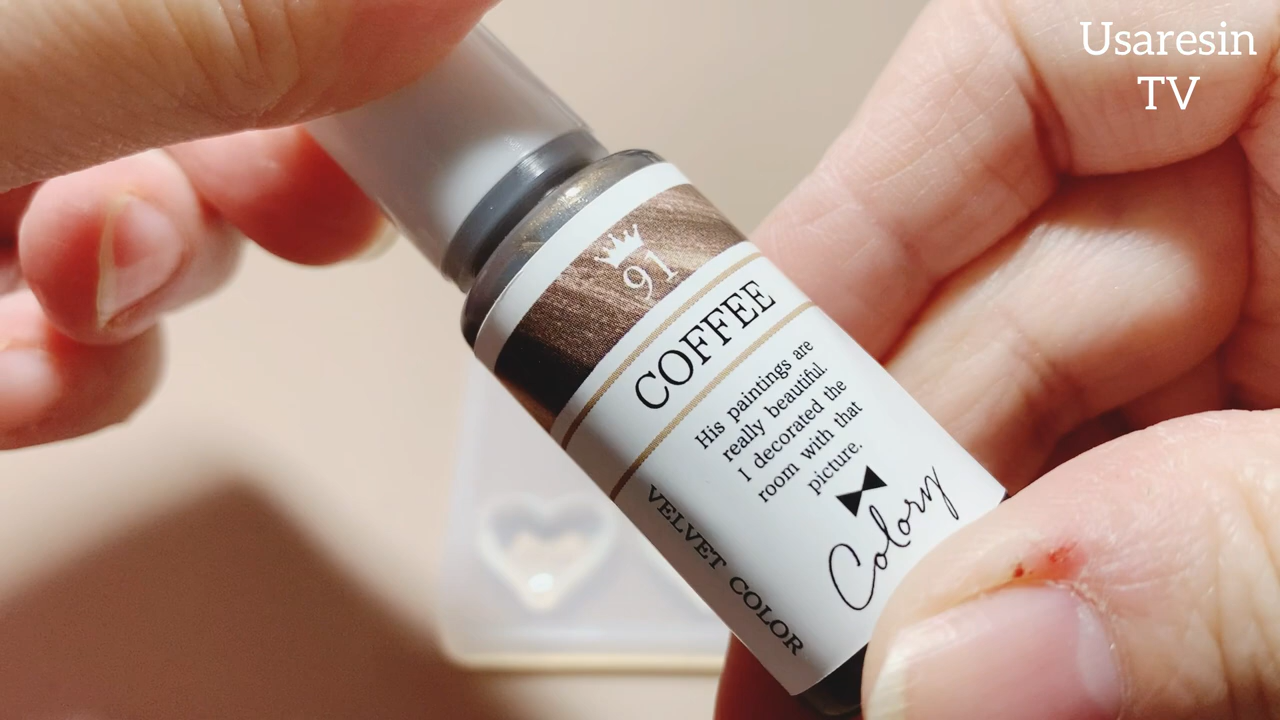 Usaresin
TV
91
COFFEE
His paintings are
really beautiful.
I decorated the
room with that
picture.
Colory
VELVET COLOR